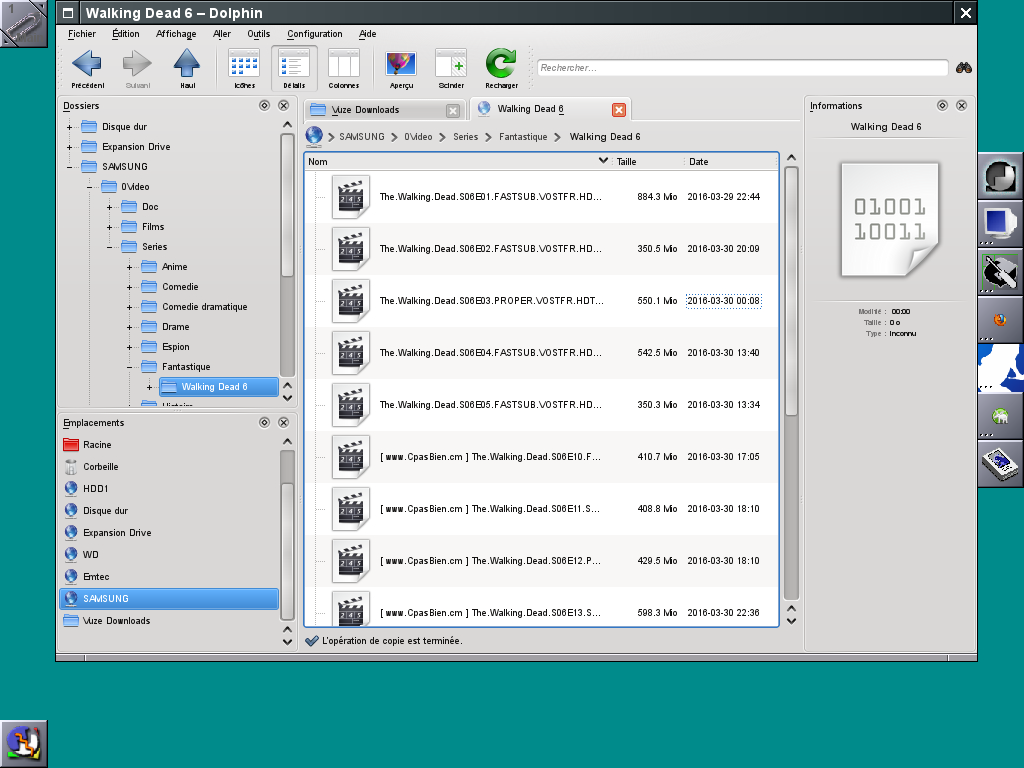 1
Walking Dead 6 – Dolphin
Fichier Édition Affichage Aller Outils Configuration Aide
Précédent Suivant Haut Icônes Détails Colonnes Aperçu Scinder Recharger Rechercher...
Dossiers
Disque dur
Expansion Drive
SAMSUNG
0Video
Doc
Films
Series
Anime
Comedie
Comedie dramatique
Drame
Espion
Fantastique
Walking Dead 6
Emplacements
Racine
Corbeille
HDD1
Disque dur
Expansion Drive
WD
Emtec
SAMSUNG
Vuze Downloads
Vuze Downloads Walking Dead 6
SAMSUNG 0Video Series Fantastique Walking Dead 6
Nom Taille Date
The.Walking.Dead.S06E01.FASTSUB.VOSTFR.HD... 884.3 Mio 2016-03-29 22:44
The.Walking.Dead.S06E02.FASTSUB.VOSTFR.HD... 350.5 Mio 2016-03-30 20:09
The.Walking.Dead.S06E03.PROPER.VOSTFR.HDT... 550.1 Mio 2016-03-30 00:08
The.Walking.Dead.S06E04.FASTSUB.VOSTFR.HD... 542.5 Mio 2016-03-30 13:40
The.Walking.Dead.S06E05.FASTSUB.VOSTFR.HD... 350.3 Mio 2016-03-30 13:34
[ www.CpasBien.cm ] The.Walking.Dead.S06E10.F... 410.7 Mio 2016-03-30 17:05
[ www.CpasBien.cm ] The.Walking.Dead.S06E11.S... 408.8 Mio 2016-03-30 18:10
[ www.CpasBien.cm ] The.Walking.Dead.S06E12.P... 429.5 Mio 2016-03-30 18:10
[ www.CpasBien.cm ] The.Walking.Dead.S06E13.S... 598.3 Mio 2016-03-30 22:36
L'opération de copie est terminée.
Informations
Walking Dead 6
01001
10011
Modifié : 00:00
Taille : 0 o
Type : Inconnu